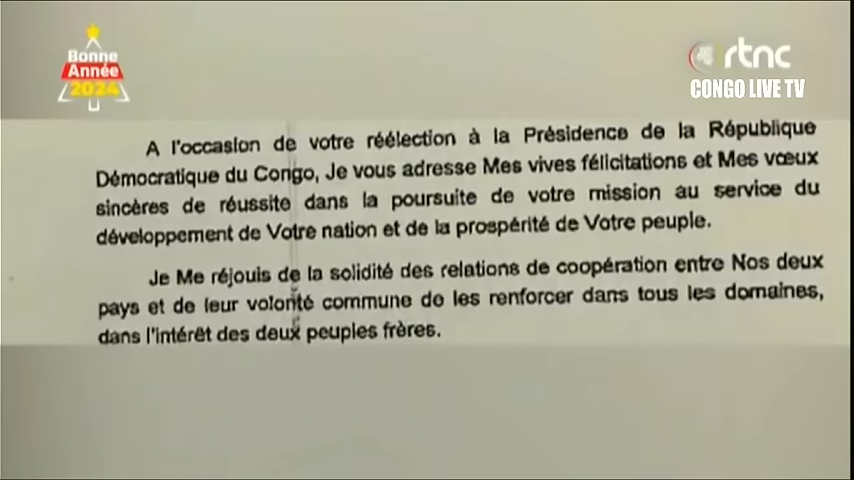 Bonne
Année
2024
rtnc
CONGO LIVE TV
A l'occasion de votre réélection à la Présidence de la République
Démocratique du Congo, Je vous adresse Mes vives félicitations et Mes vœux
sincères de réussite dans la poursuite de votre mission au service du
développement de Votre nation et de la prospérité de Votre peuple.
Je Me réjouis de la solidité des relations de coopération entre Nos deux
pays et de leur volonté commune de les renforcer dans tous les domaines,
dans l'intérêt des deux peuples frères.